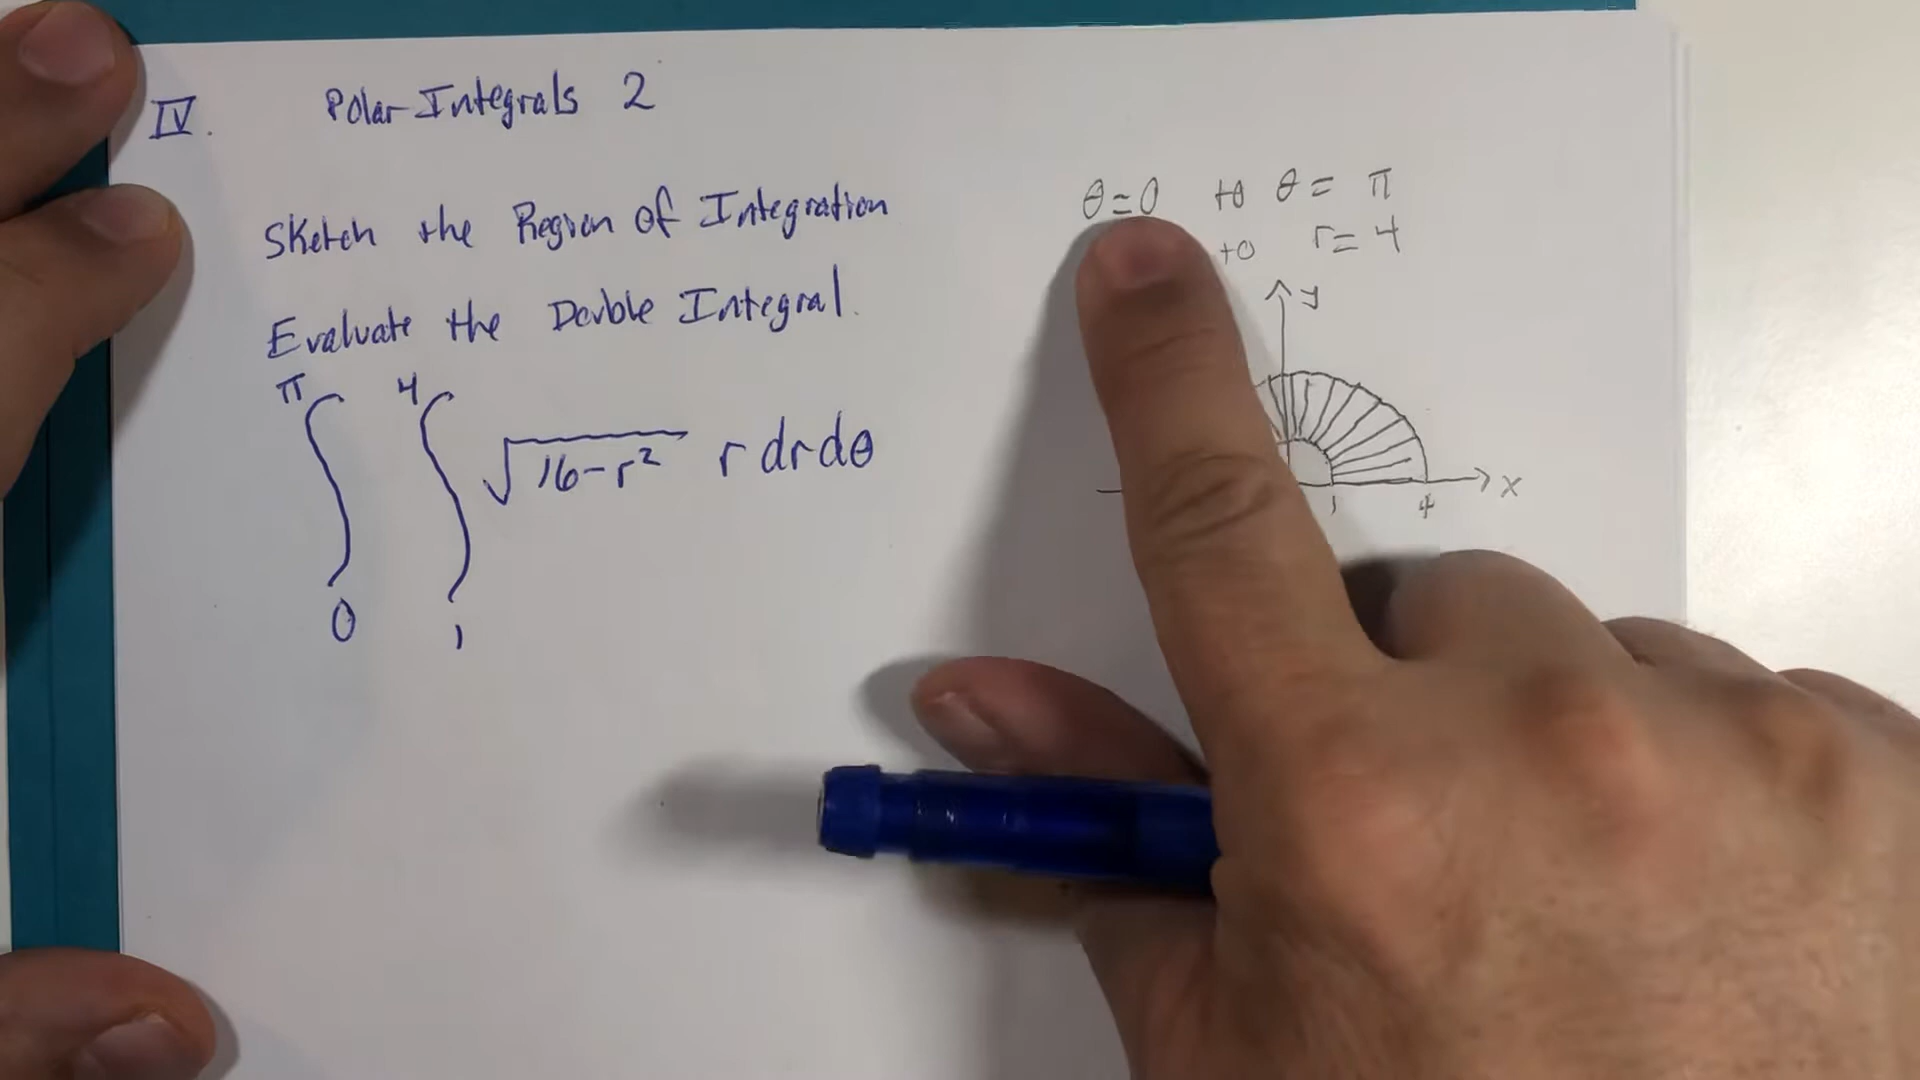 IV. Polar Integrals 2
Sketch the Region of Integration
Evaluate the Double Integral.
π 4
∫ ∫ √16-r² r dr dθ
0 1
θ=0 to θ= π
to r= 4
y
x
1 4